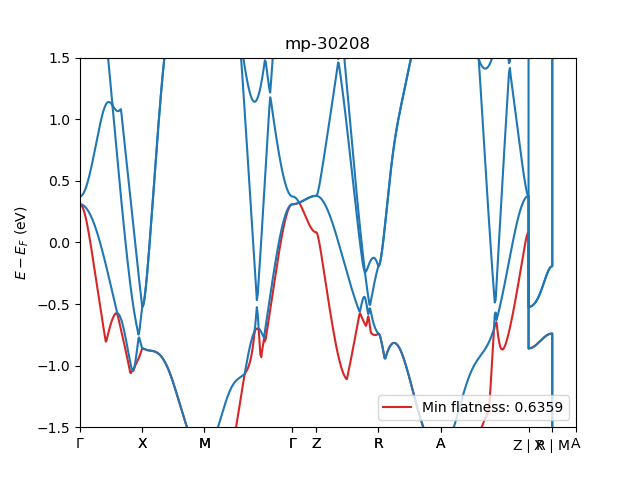 mp-30208
E − E_F (eV)
1.5
1.0
0.5
0.0
−0.5
−1.0
−1.5
Min flatness: 0.6359
Γ X M Γ Z R A Z | X R | M A